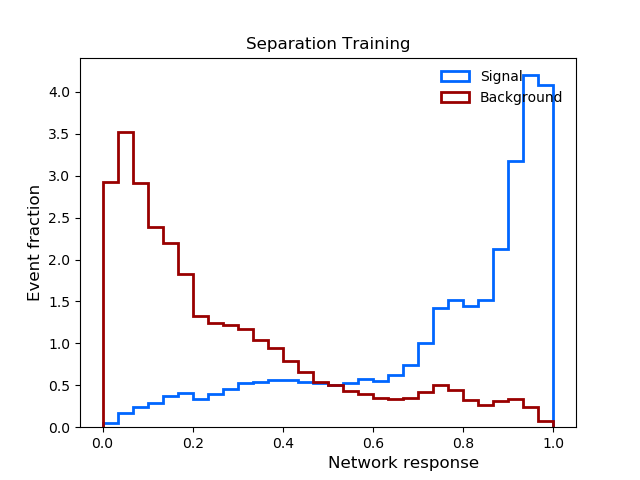 Separation Training
Signal
Background
Event fraction
4.0
3.5
3.0
2.5
2.0
1.5
1.0
0.5
0.0
0.0 0.2 0.4 0.6 0.8 1.0
Network response